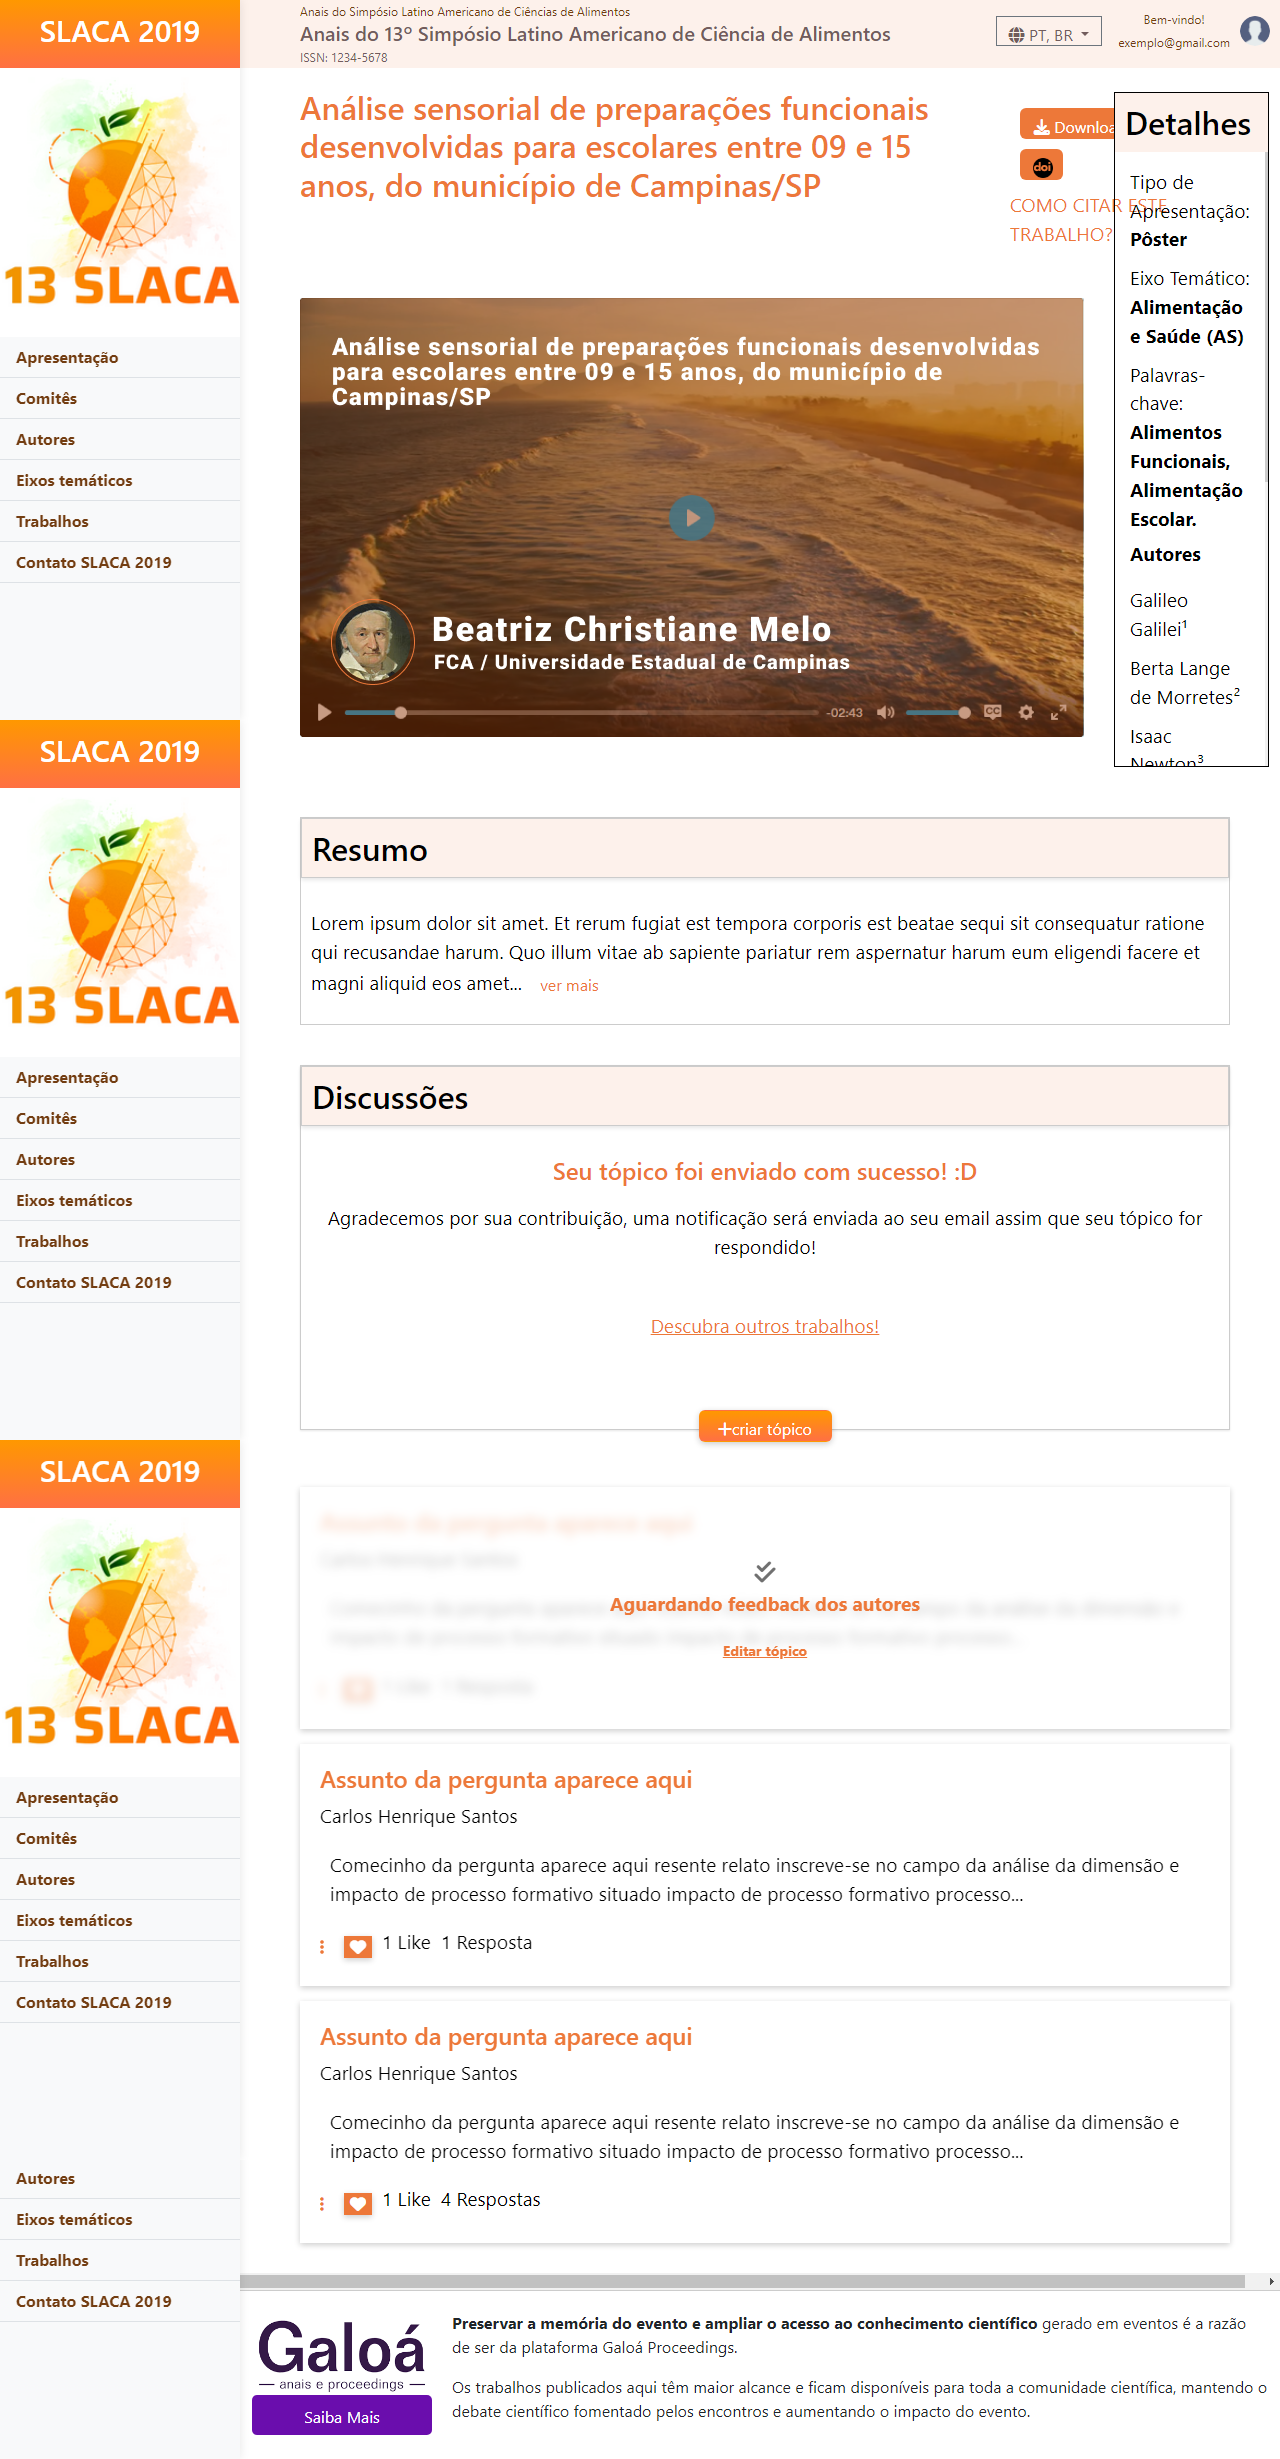 SLACA 2019
13 SLACA
Apresentação
Comitês
Autores
Eixos temáticos
Trabalhos
Contato SLACA 2019
SLACA 2019
13 SLACA
Apresentação
Comitês
Autores
Eixos temáticos
Trabalhos
Contato SLACA 2019
SLACA 2019
13 SLACA
Apresentação
Comitês
Autores
Eixos temáticos
Trabalhos
Contato SLACA 2019
Autores
Eixos temáticos
Trabalhos
Contato SLACA 2019
Anais do Simpósio Latino Americano de Ciências de Alimentos
Anais do 13º Simpósio Latino Americano de Ciência de Alimentos
ISSN: 1234-5678
PT, BR
Bem-vindo!
exemplo@gmail.com
Análise sensorial de preparações funcionais
desenvolvidas para escolares entre 09 e 15
anos, do município de Campinas/SP
doi
COMO CITAR ESTE
TRABALHO?
Detalhes
Tipo de
Apresentação:
Pôster
Eixo Temático:
Alimentação
e Saúde (AS)
Palavras-
chave:
Alimentos
Funcionais,
Alimentação
Escolar.
Autores
Galileo
Galilei¹
Berta Lange
de Morretes²
Isaac
Newton³
Análise sensorial de preparações funcionais desenvolvidas
para escolares entre 09 e 15 anos, do município de
Campinas/SP
Beatriz Christiane Melo
FCA / Universidade Estadual de Campinas
-02:43
CC
Resumo
Lorem ipsum dolor sit amet. Et rerum fugiat est tempora corporis est beatae sequi sit consequatur ratione
qui recusandae harum. Quo illum vitae ab sapiente pariatur rem aspernatur harum eum eligendi facere et
magni aliquid eos amet... ver mais
Discussões
Seu tópico foi enviado com sucesso! :D
Agradecemos por sua contribuição, uma notificação será enviada ao seu email assim que seu tópico for
respondido!
Descubra outros trabalhos!
+criar tópico
Aguardando feedback dos autores
Editar tópico
Assunto da pergunta aparece aqui
Carlos Henrique Santos
Comecinho da pergunta aparece aqui resente relato inscreve-se no campo da análise da dimensão e
impacto de processo formativo situado impacto de processo formativo processo...
1 Like 1 Resposta
Assunto da pergunta aparece aqui
Carlos Henrique Santos
Comecinho da pergunta aparece aqui resente relato inscreve-se no campo da análise da dimensão e
impacto de processo formativo situado impacto de processo formativo processo...
1 Like 4 Respostas
Galoá
anais e proceedings
Saiba Mais
Preservar a memória do evento e ampliar o acesso ao conhecimento científico gerado em eventos é a razão
de ser da plataforma Galoá Proceedings.
Os trabalhos publicados aqui têm maior alcance e ficam disponíveis para toda a comunidade científica, mantendo o
debate científico fomentado pelos encontros e aumentando o impacto do evento.